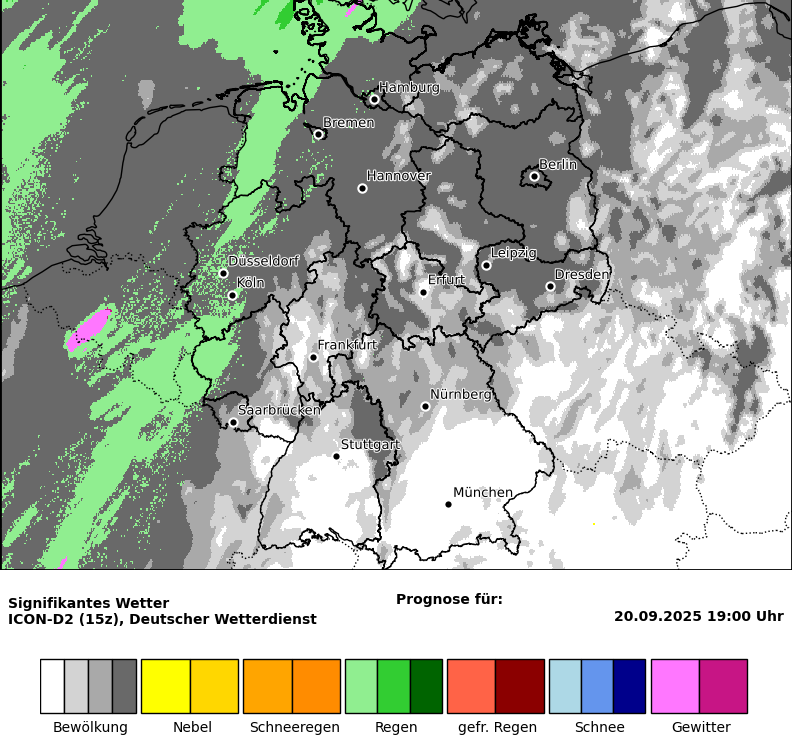 Hamburg
Bremen
Berlin
Hannover
Leipzig
Düsseldorf
Dresden
Köln
Erfurt
Frankfurt
Nürnberg
Saarbrücken
Stuttgart
München
Signifikantes Wetter
Prognose für:
ICON-D2 (15z), Deutscher Wetterdienst
20.09.2025 19:00 Uhr
Bewölkung
Nebel
Schneeregen
Regen
gefr. Regen
Schnee
Gewitter